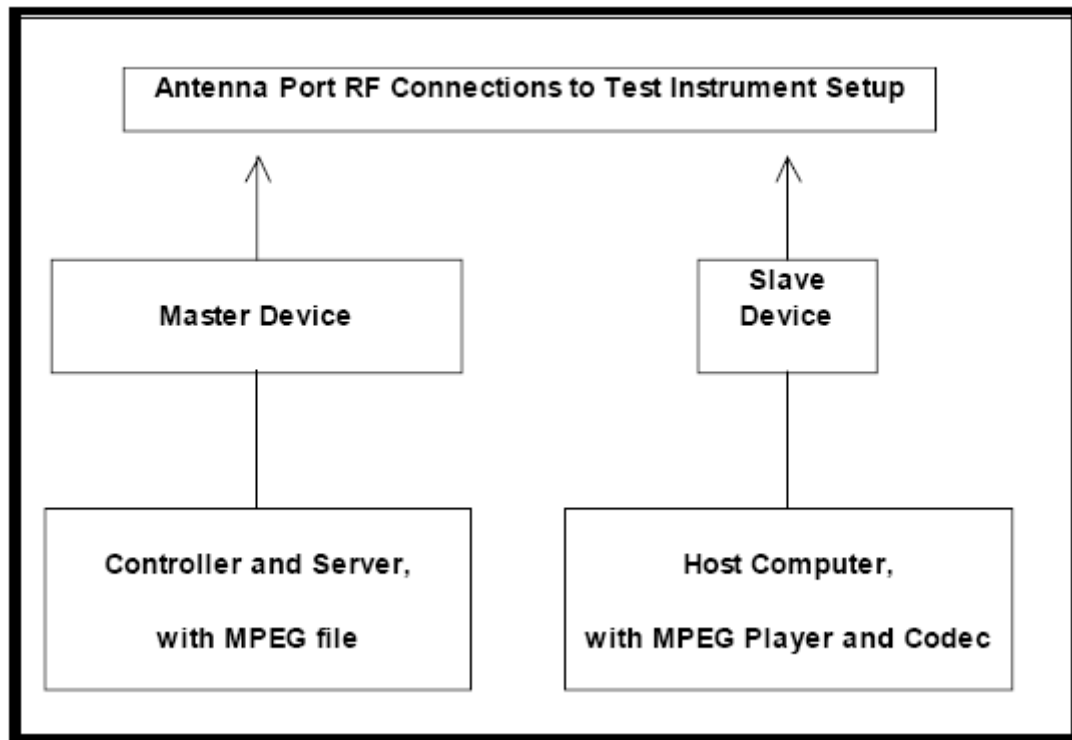 Antenna Port RF Connections to Test Instrument Setup
Master Device
Slave
Device
Controller and Server,
with MPEG file
Host Computer,
with MPEG Player and Codec